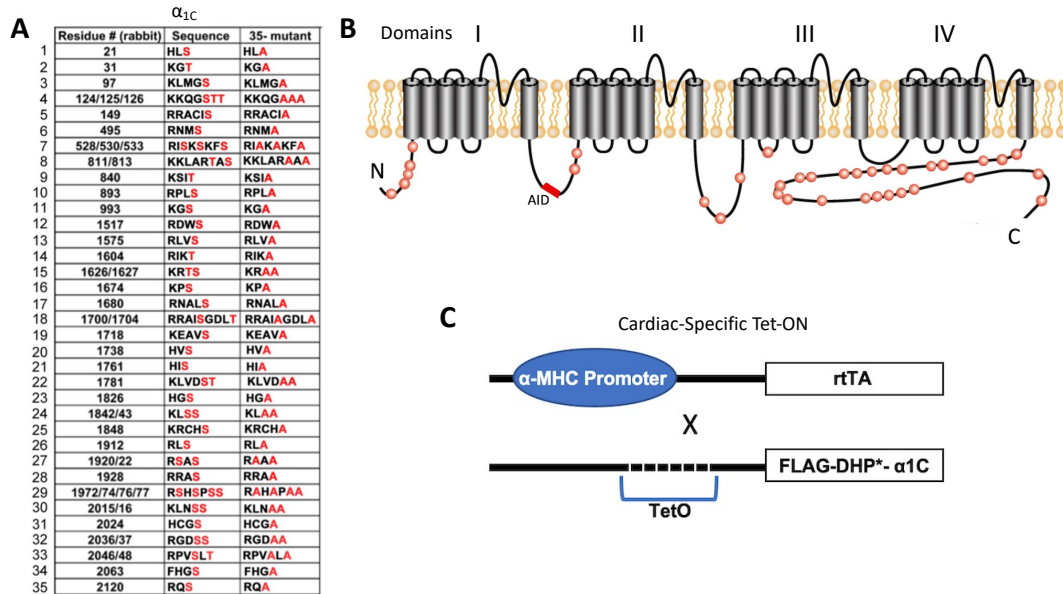 A
α1C
Residue # (rabbit) Sequence 35- mutant
1 21 HLS HLA
2 31 KGT KGA
3 97 KLMGS KLMGA
4 124/125/126 KKQGSTT KKQGAAA
5 149 RRACIS RRACIA
6 495 RNMS RNMA
7 528/530/533 RISKSKFS RIAKAKFA
8 811/813 KKLARTAS KKLARAAA
9 840 KSIT KSIA
10 893 RPLS RPLA
11 993 KGS KGA
12 1517 RDWS RDWA
13 1575 RLVS RLVA
14 1604 RIKT RIKA
15 1626/1627 KRTS KRAA
16 1674 KPS KPA
17 1680 RNALS RNALA
18 1700/1704 RRAISGDLT RRAIAGDLA
19 1718 KEAVS KEAVA
20 1738 HVS HVA
21 1761 HIS HIA
22 1781 KLVDST KLVDAA
23 1826 HGS HGA
24 1842/43 KLSS KLAA
25 1848 KRCHS KRCHA
26 1912 RLS RLA
27 1920/22 RSAS RAAA
28 1928 RRAS RRAA
29 1972/74/76/77 RSHSPSS RAHAPAA
30 2015/16 KLNSS KLNAA
31 2024 HCGS HCGA
32 2036/37 RGDSS RGDAA
33 2046/48 RPVSLT RPVALA
34 2063 FHGS FHGA
35 2120 RQS RQA
B
Domains I II III IV
N
AID
C
C
Cardiac-Specific Tet-ON
α-MHC Promoter rtTA
X
FLAG-DHP*- α1C
TetO